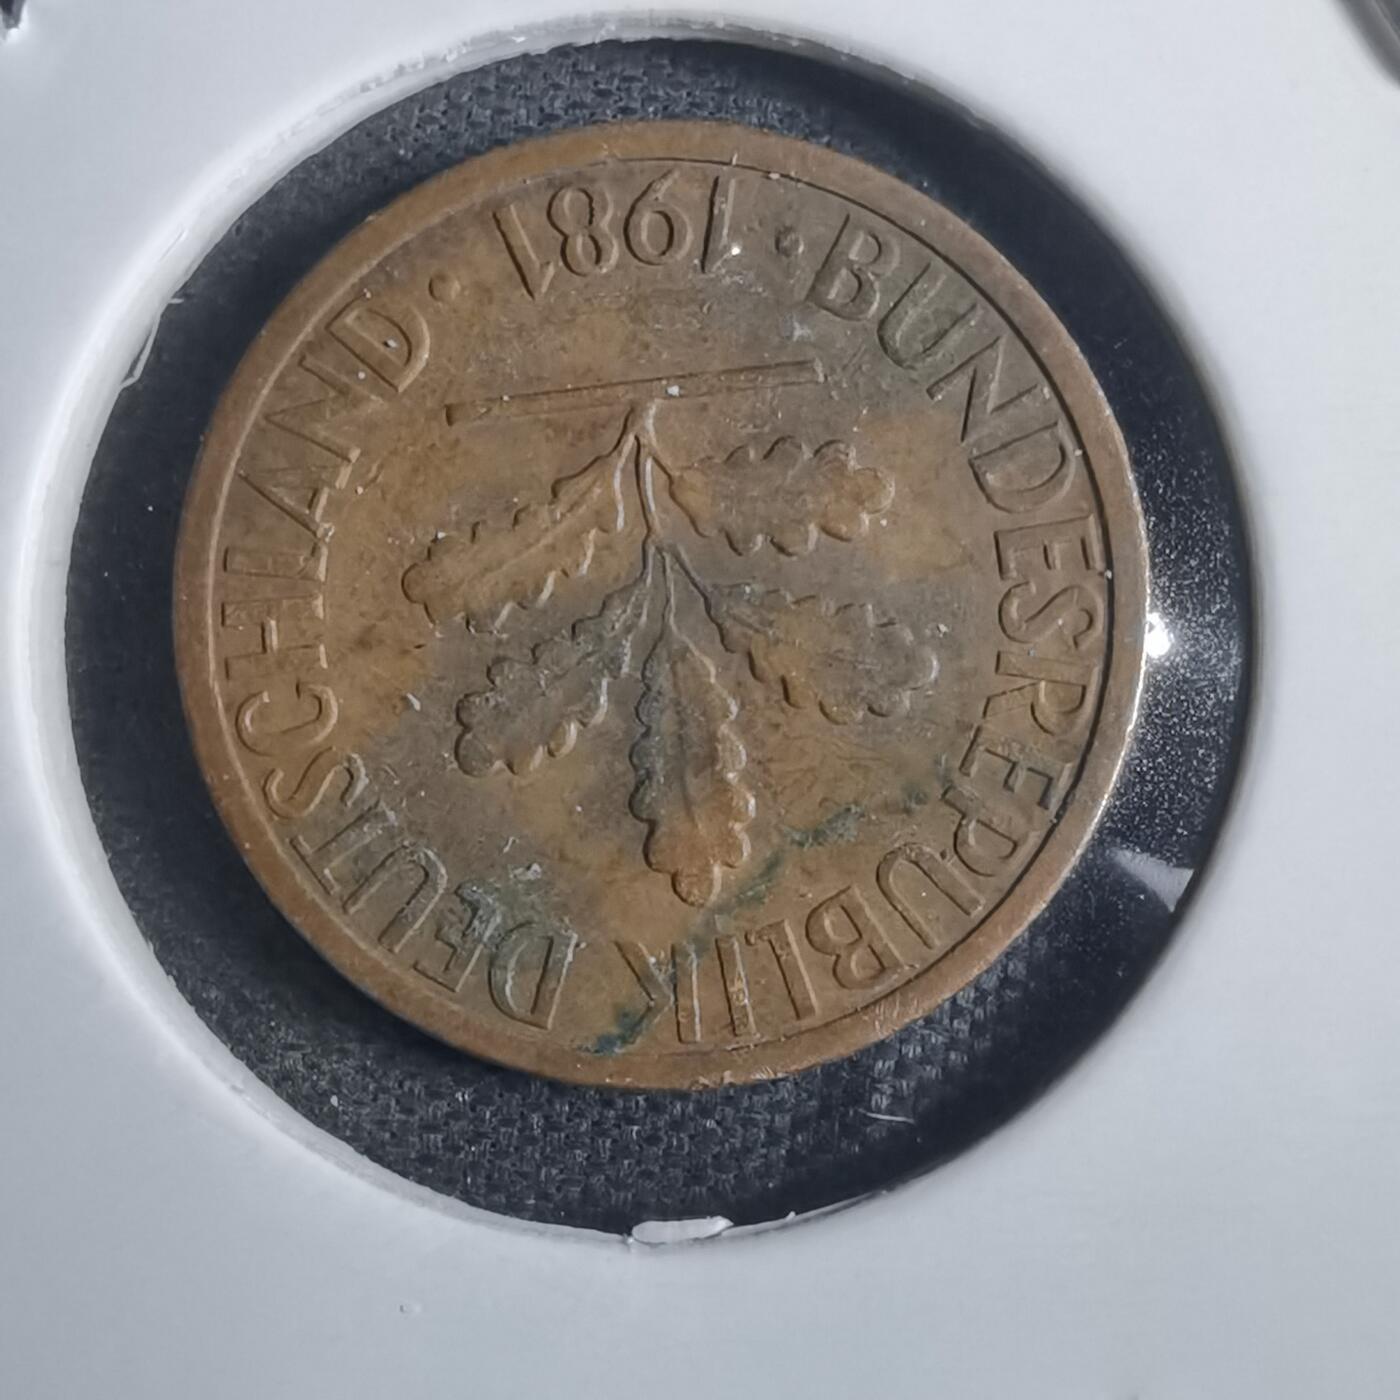 BUNDESREPUBLIK DEUTSCHLAND
· 1981 ·